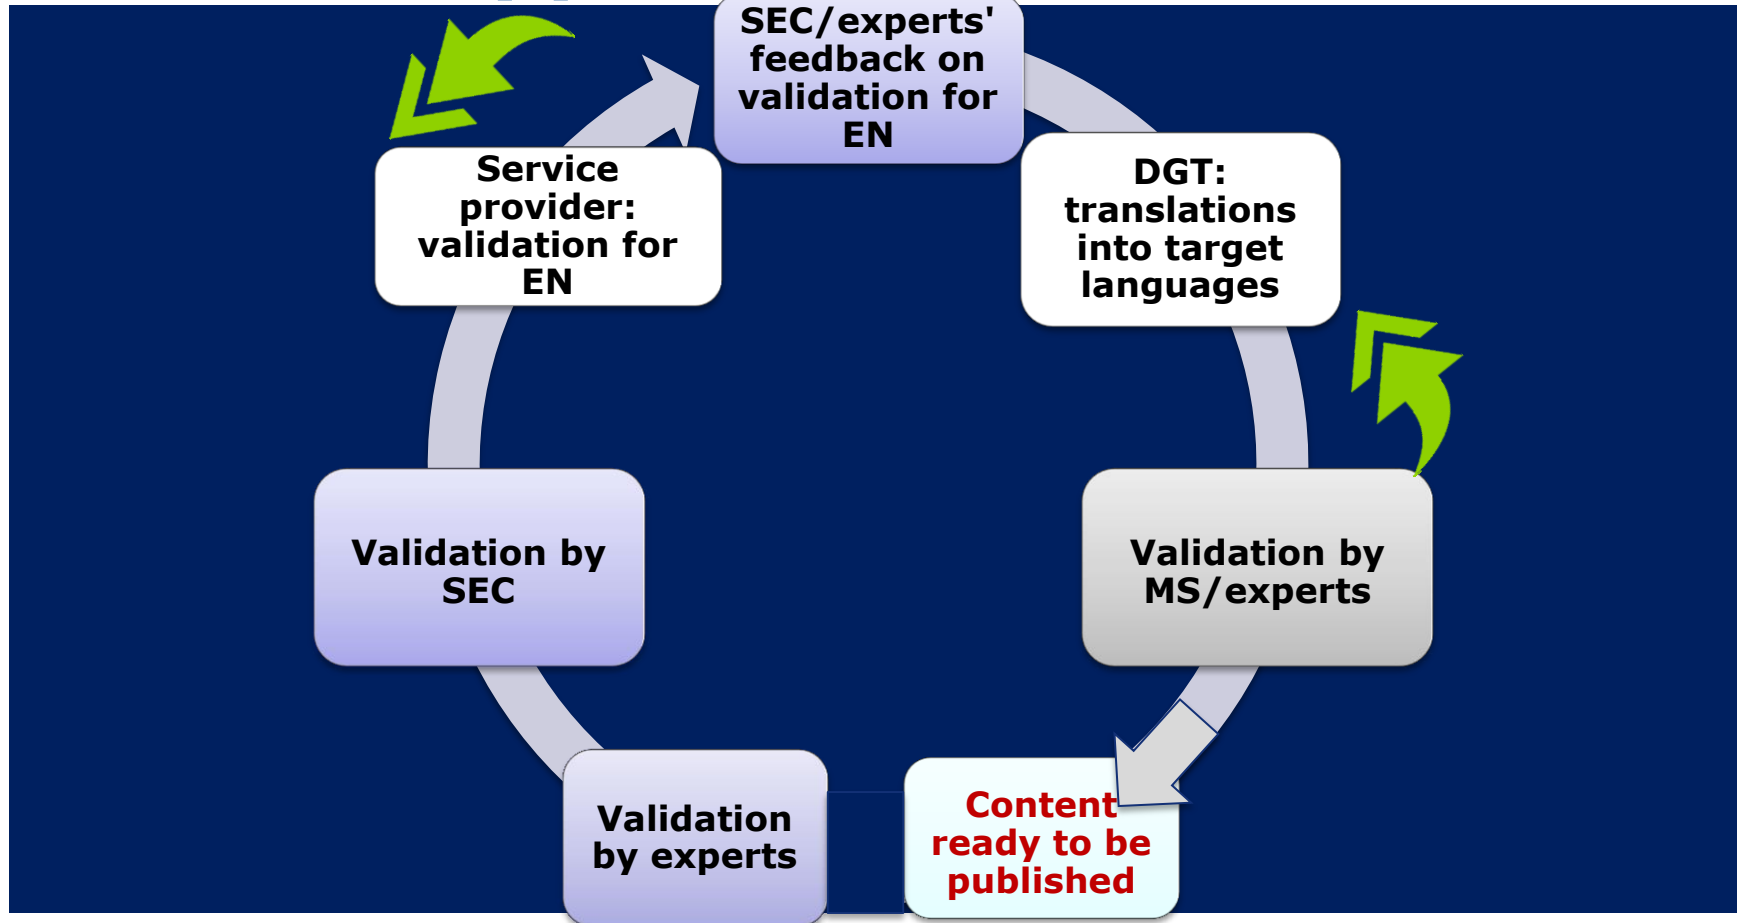 SEC/experts'
feedback on
validation for
EN
Service
provider:
validation for
EN
DGT:
translations
into target
languages
Validation by
SEC
Validation by
MS/experts
Validation
by experts
Content
ready to be
published